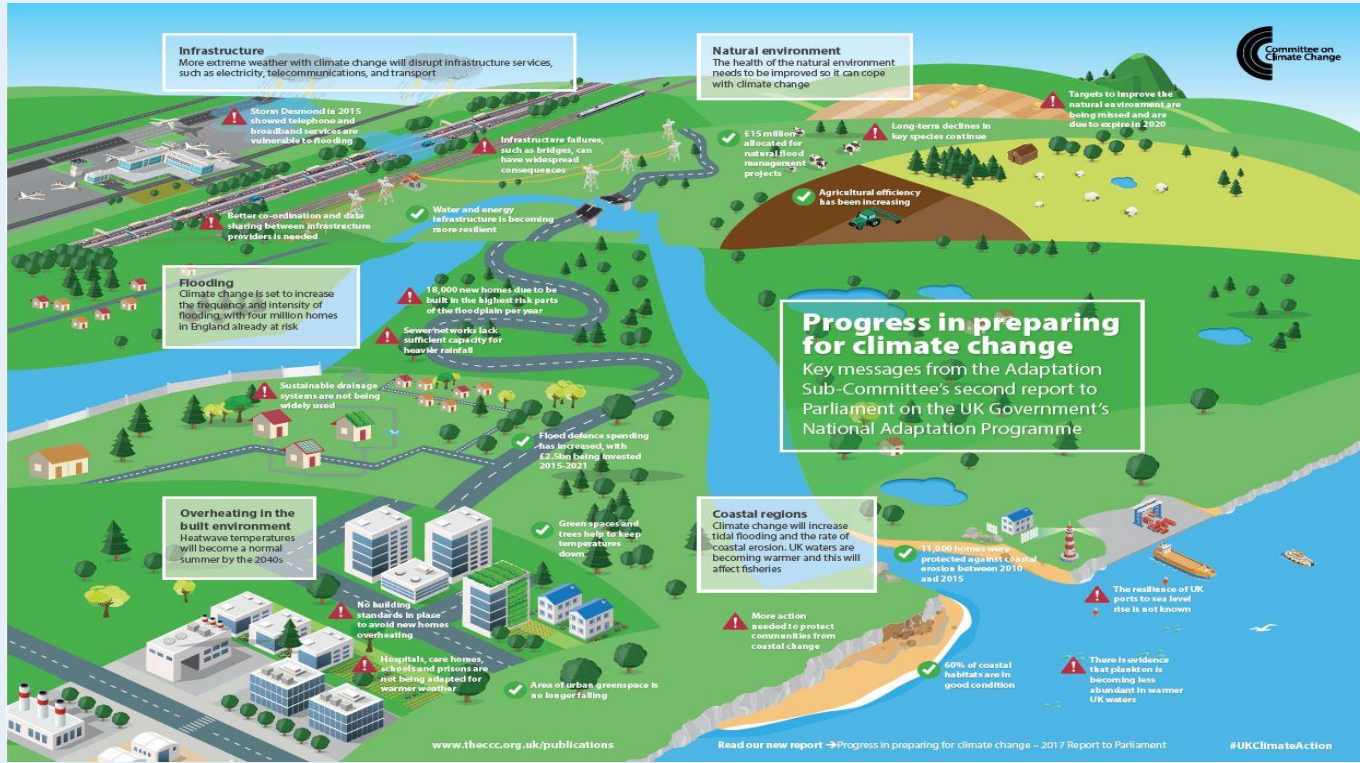 Infrastructure
More extreme weather with climate change will disrupt infrastructure services,
such as electricity, telecommunications, and transport
Storm Desmond in 2015
showed telephone and
broadband services are
vulnerable to flooding
Infrastructure failures,
such as bridges, can
have widespread
consequences
Better co-ordination and data
sharing between infrastructure
providers is needed
Water and energy
infrastructure is becoming
more resilient
Natural environment
The health of the natural environment
needs to be improved so it can cope
with climate change
Committee on
Climate Change
£15 million
allocated for
natural flood
management
projects
Long-term declines in
key species continue
Targets to improve the
natural environment are
being missed and are
due to expire in 2020
Agricultural efficiency
has been increasing
Flooding
Climate change is set to increase
the frequency and intensity of
flooding, with four million homes
in England already at risk
18,000 new homes due to be
built in the highest risk parts
of the floodplain per year
Sewer networks lack
sufficient capacity for
heavier rainfall
Sustainable drainage
systems are not being
widely used
Flood defence spending
has increased, with
£2.5bn being invested
2015-2021
Progress in preparing
for climate change
Key messages from the Adaptation
Sub-Committee's second report to
Parliament on the UK Government's
National Adaptation Programme
Overheating in the
built environment
Heatwave temperatures
will become a normal
summer by the 2040s
Green spaces and
trees help to keep
temperatures
down
No building
standards in place
to avoid new homes
overheating
Hospitals, care homes,
schools and prisons are
not being adapted for
warmer weather
Area of urban greenspace is
no longer falling
Coastal regions
Climate change will increase
tidal flooding and the rate of
coastal erosion. UK waters are
becoming warmer and this will
affect fisheries
11,000 homes were
protected against coastal
erosion between 2010
and 2015
The resilience of UK
ports to sea level
rise is not known
More action
needed to protect
communities from
coastal change
60% of coastal
habitats are in
good condition
There is evidence
that plankton is
becoming less
abundant in warmer
UK waters
www.theccc.org.uk/publications
Read our new report ➔Progress in preparing for climate change – 2017 Report to Parliament
#UKClimateAction